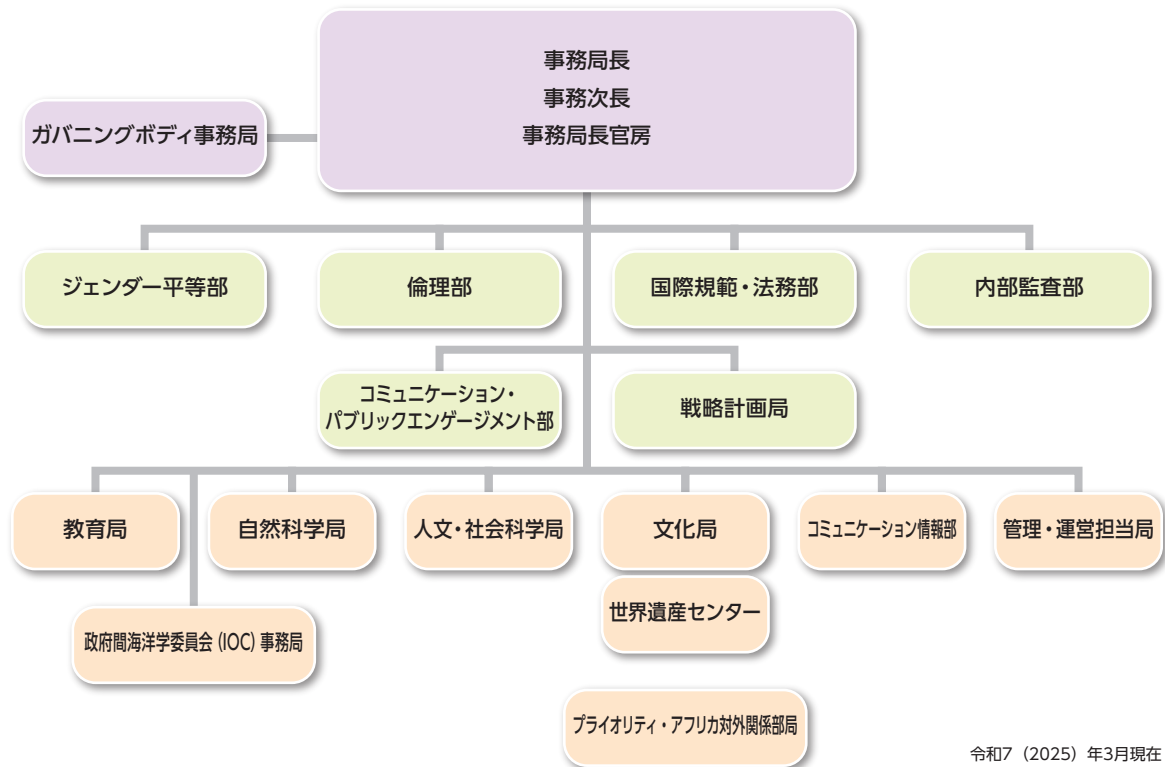 事務局長
事務次長
事務局長官房
ガバニングボディ事務局
ジェンダー平等部
倫理部
国際規範・法務部
内部監査部
コミュニケーション・
パブリックエンゲージメント部
戦略計画局
教育局
自然科学局
人文・社会科学局
文化局
コミュニケーション情報部
管理・運営担当局
世界遺産センター
政府間海洋学委員会 (IOC) 事務局
プライオリティ・アフリカ対外関係部局
令和7（2025）年3月現在